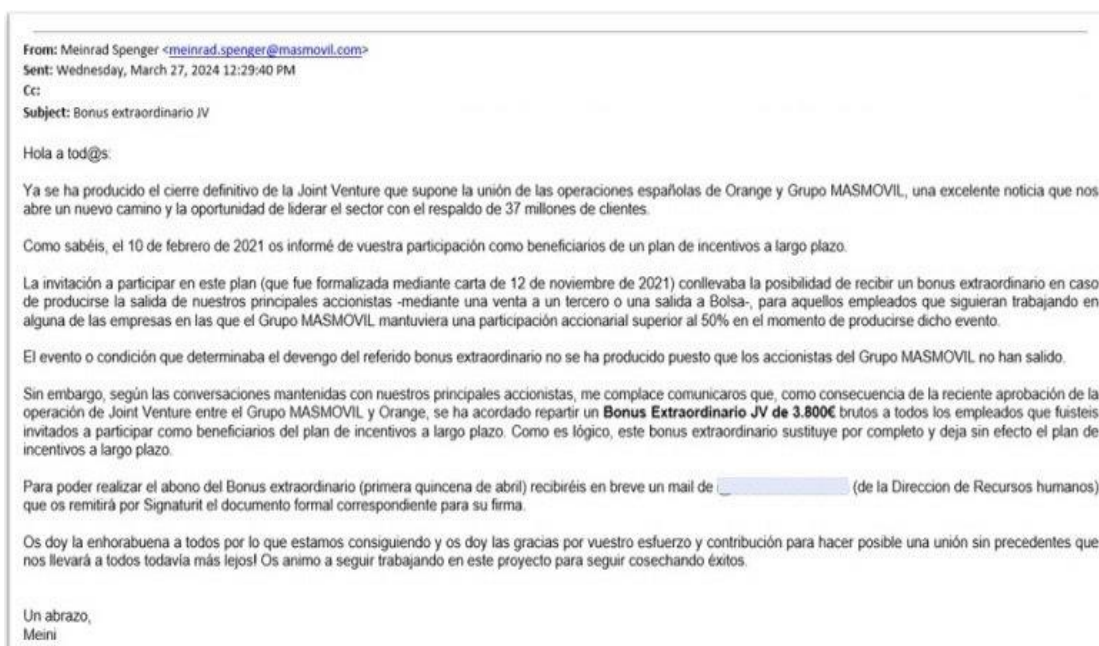 From: Meinrad Spenger <meinrad.spenger@masmovil.com>
Sent: Wednesday, March 27, 2024 12:29:40 PM
Cc:
Subject: Bonus extraordinario JV
Hola a tod@s:
Ya se ha producido el cierre definitivo de la Joint Venture que supone la unión de las operaciones españolas de Orange y Grupo MASMOVIL, una excelente noticia que nos
abre un nuevo camino y la oportunidad de liderar el sector con el respaldo de 37 millones de clientes.
Como sabéis, el 10 de febrero de 2021 os informé de vuestra participación como beneficiarios de un plan de incentivos a largo plazo.
La invitación a participar en este plan (que fue formalizada mediante carta de 12 de noviembre de 2021) conllevaba la posibilidad de recibir un bonus extraordinario en caso
de producirse la salida de nuestros principales accionistas -mediante una venta a un tercero o una salida a Bolsa-, para aquellos empleados que siguieran trabajando en
alguna de las empresas en las que el Grupo MASMOVIL mantuviera una participación accionarial superior al 50% en el momento de producirse dicho evento.
El evento o condición que determinaba el devengo del referido bonus extraordinario no se ha producido puesto que los accionistas del Grupo MASMOVIL no han salido.
Sin embargo, según las conversaciones mantenidas con nuestros principales accionistas, me complace comunicaros que, como consecuencia de la reciente aprobación de la
operación de Joint Venture entre el Grupo MASMOVIL y Orange, se ha acordado repartir un Bonus Extraordinario JV de 3.800€ brutos a todos los empleados que fuisteis
invitados a participar como beneficiarios del plan de incentivos a largo plazo. Como es lógico, este bonus extraordinario sustituye por completo y deja sin efecto el plan de
incentivos a largo plazo.
Para poder realizar el abono del Bonus extraordinario (primera quincena de abril) recibiréis en breve un mail de (de la Direccion de Recursos humanos)
que os remitirá por Signaturit el documento formal correspondiente para su firma.
Os doy la enhorabuena a todos por lo que estamos consiguiendo y os doy las gracias por vuestro esfuerzo y contribución para hacer posible una unión sin precedentes que
nos llevará a todos todavía más lejos! Os animo a seguir trabajando en este proyecto para seguir cosechando éxitos.
Un abrazo,
Meini